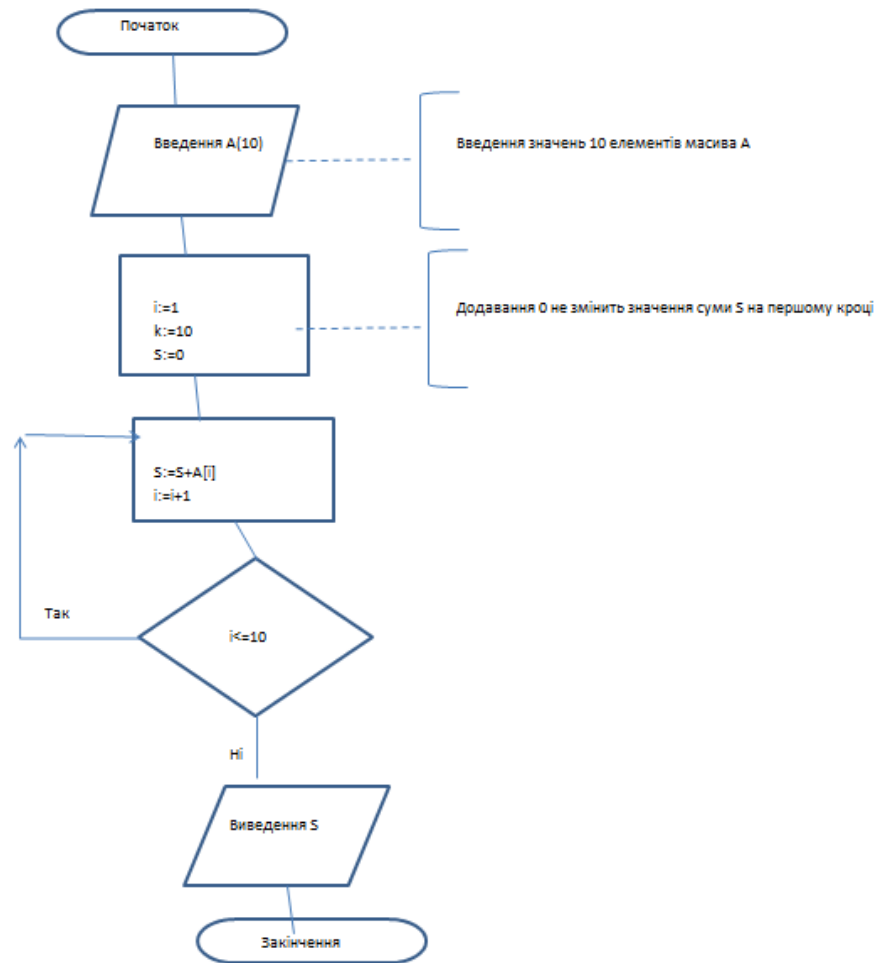 Початок
Введення A(10)
Введення значень 10 елементів масива A
i:=1
k:=10
S:=0
Додавання 0 не змінить значення суми S на першому кроці
S:=S+A[i]
i:=i+1
Так
i<=10
Ні
Виведення S
Закінчення